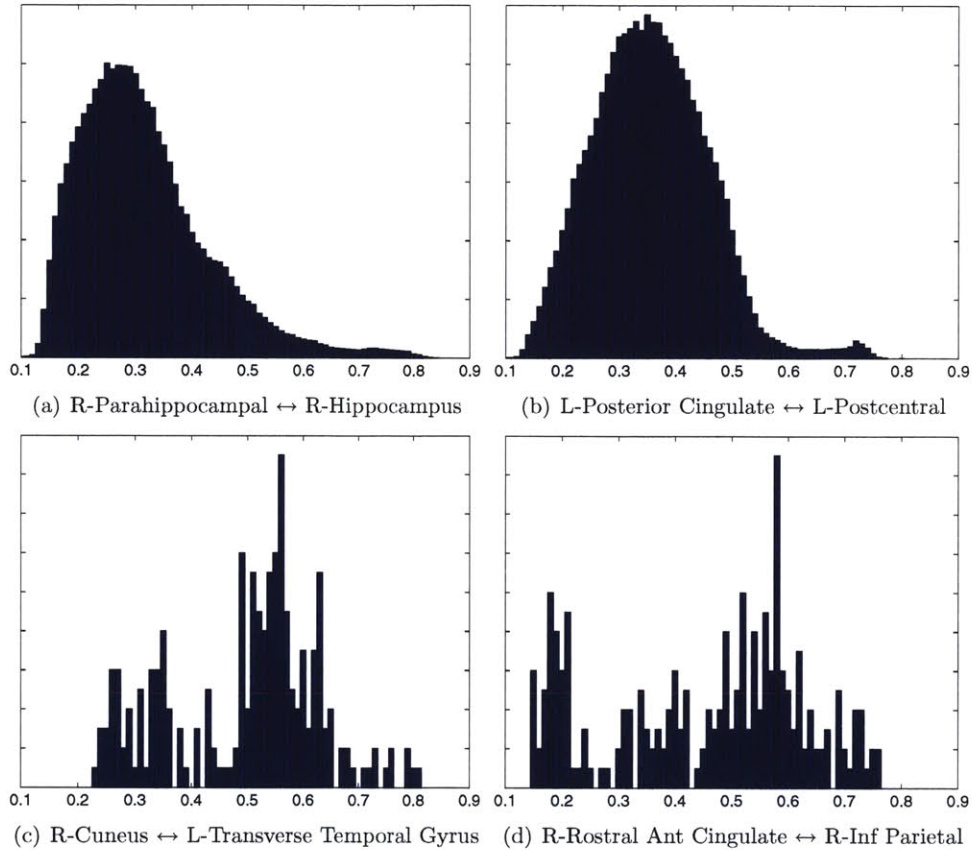 0.1 0.2 0.3 0.4 0.5 0.6 0.7 0.8 0.9
(a) R-Parahippocampal ↔ R-Hippocampus
0.1 0.2 0.3 0.4 0.5 0.6 0.7 0.8 0.9
(b) L-Posterior Cingulate ↔ L-Postcentral
0.1 0.2 0.3 0.4 0.5 0.6 0.7 0.8 0.9
(c) R-Cuneus ↔ L-Transverse Temporal Gyrus
0.1 0.2 0.3 0.4 0.5 0.6 0.7 0.8 0.9
(d) R-Rostral Ant Cingulate ↔ R-Inf Parietal